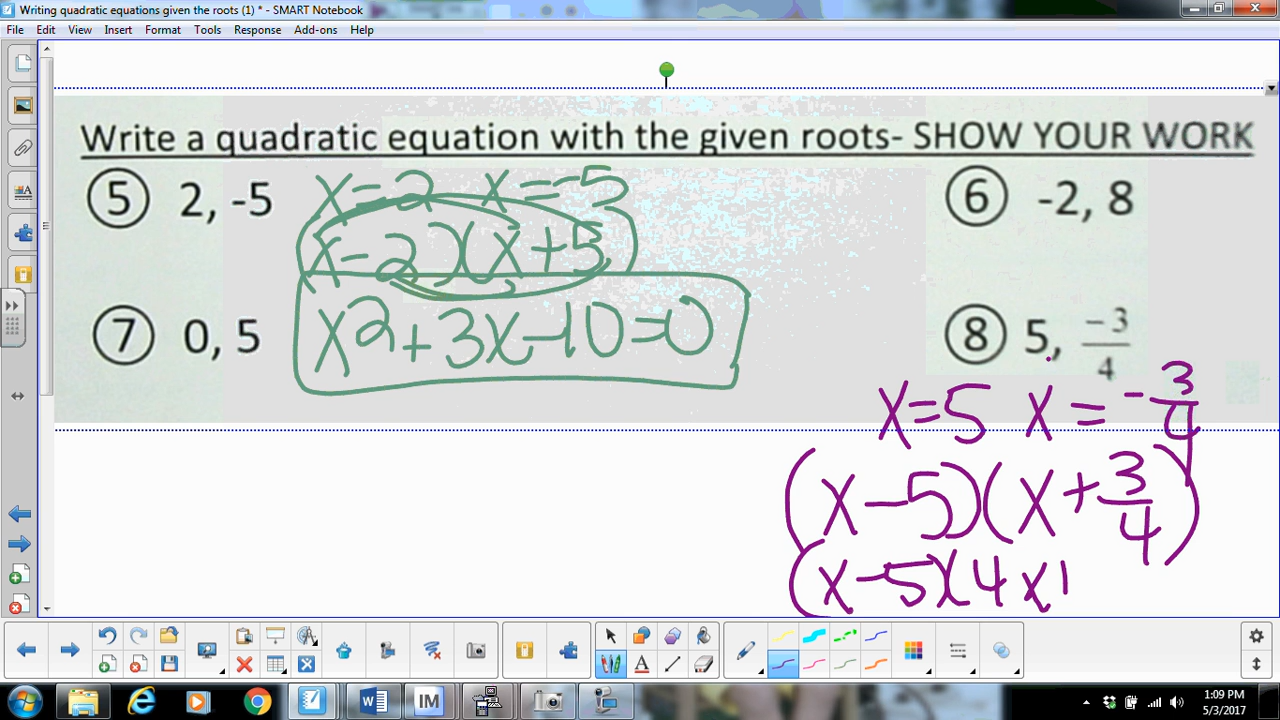 Writing quadratic equations given the roots (1) * - SMART Notebook
File Edit View Insert Format Tools Response Add-ons Help
Write a quadratic equation with the given roots- SHOW YOUR WORK
5 2, -5
x=2 x=-5
6 -2, 8
(x-2)(x+5)
7 0, 5
x²+3x-10=0
8 5, -3/4
x=5 x=-3/4
(x-5)(x+3/4)
(x-5)(4x
IM
1:09 PM
5/3/2017